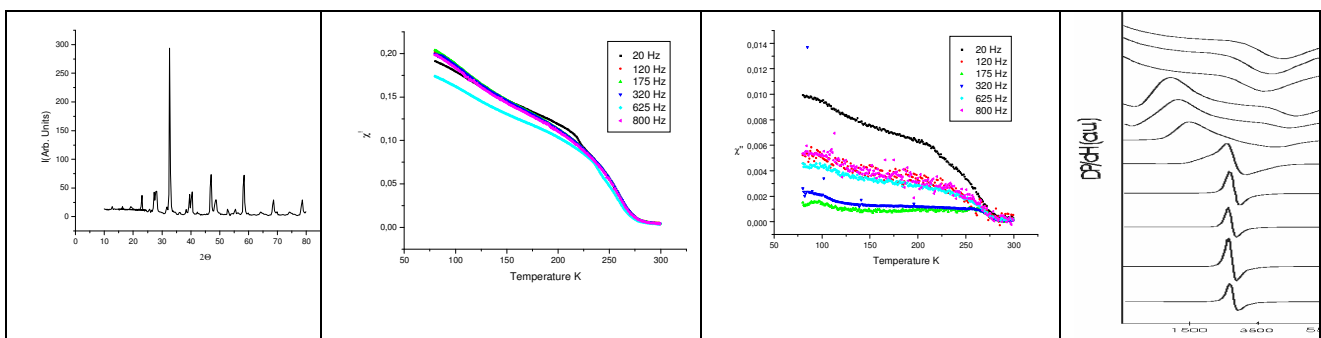 I(Arb. Units)
300
250
200
150
100
50
0
0
10
20
30
40
50
60
70
80
2Θ
χ'
0,20
0,15
0,10
0,05
0,00
50
100
150
200
250
300
Temperature K
20 Hz
120 Hz
175 Hz
320 Hz
625 Hz
800 Hz
χ''
0,014
0,012
0,010
0,008
0,006
0,004
0,002
0,000
50
100
150
200
250
300
Temperature K
20 Hz
120 Hz
175 Hz
320 Hz
625 Hz
800 Hz
DP/dH(a.u.)
1500